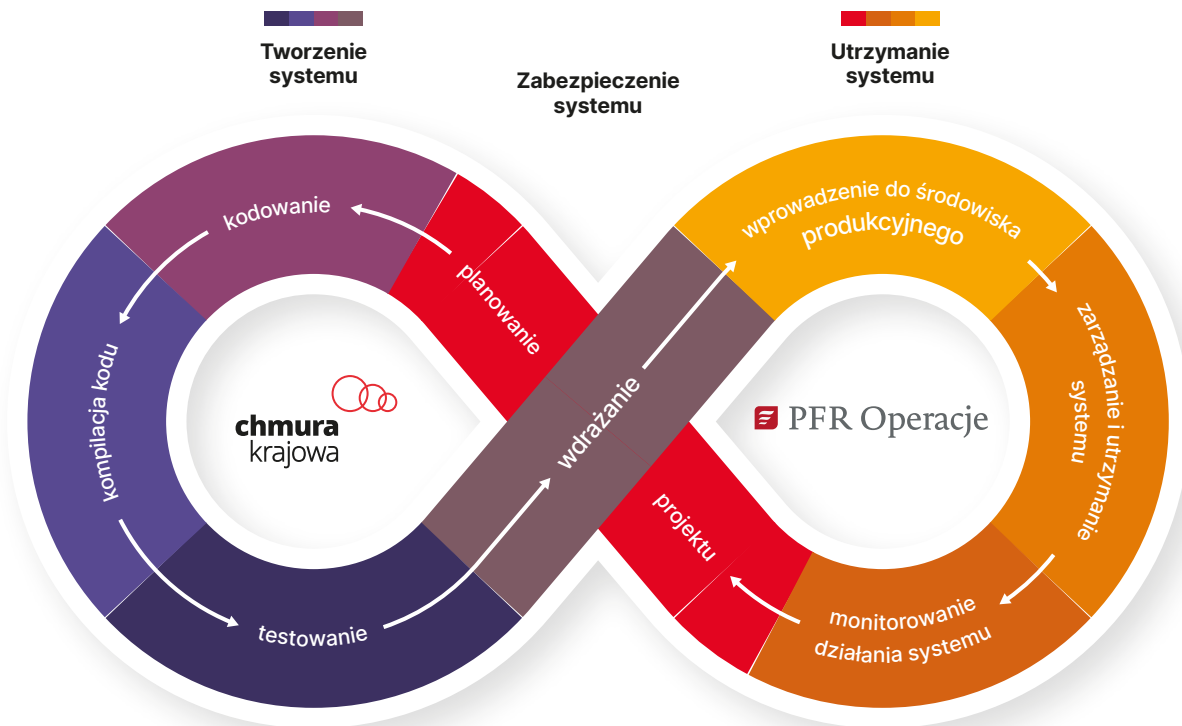 Tworzenie
systemu
Zabezpieczenie
systemu
Utrzymanie
systemu
kodowanie
planowanie
kompilacja kodu
testowanie
wdrażanie
wprowadzenie do środowiska
produkcyjnego
zarządzanie i utrzymanie
systemu
monitorowanie
działania systemu
projektu
chmura
krajowa
PFR Operacje